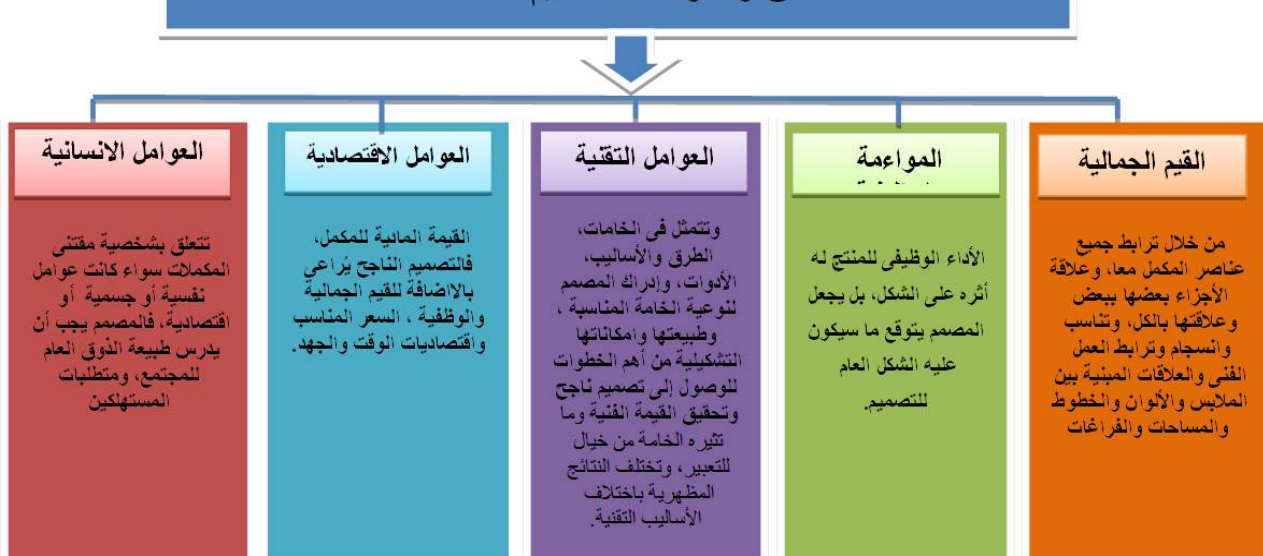 القيم الجمالية
من خلال ترابط جميع
عناصر المكمل معا، وعلاقة
الأجزاء بعضها ببعض
وعلاقتها بالكل، وتناسب
وانسجام وترابط العمل
الفنى والعلاقات المبنية بين
الملابس والألوان والخطوط
والمساحات والفراغات
المواءمة
الأداء الوظيفى للمنتج له
أثره على الشكل، بل يجعل
المصمم يتوقع ما سيكون
عليه الشكل العام
للتصميم.
العوامل التقنية
وتتمثل فى الخامات،
الطرق والأساليب،
الأدوات، وإدراك المصمم
لنوعية الخامة المناسبة ،
وطبيعتها وامكاناتها
التشكيلية من أهم الخطوات
للوصول إلى تصميم ناجح
وتحقيق القيمة الفنية وما
تثيره الخامة من خيال
للتعبير، وتختلف النتائج
المظهرية باختلاف
الأساليب التقنية.
العوامل الاقتصادية
القيمة المادية للمكمل،
فالتصميم الناجح يُراعي
بالااضافة للقيم الجمالية
والوظفية ، السعر المناسب
واقتصاديات الوقت والجهد.
العوامل الانسانية
تتعلق بشخصية مقتنى
المكملات سواء كانت عوامل
نفسية أو جسمية أو
اقتصادية، فالمصمم يجب أن
يدرس طبيعة الذوق العام
للمجتمع، ومتطلبات
المستهلكين